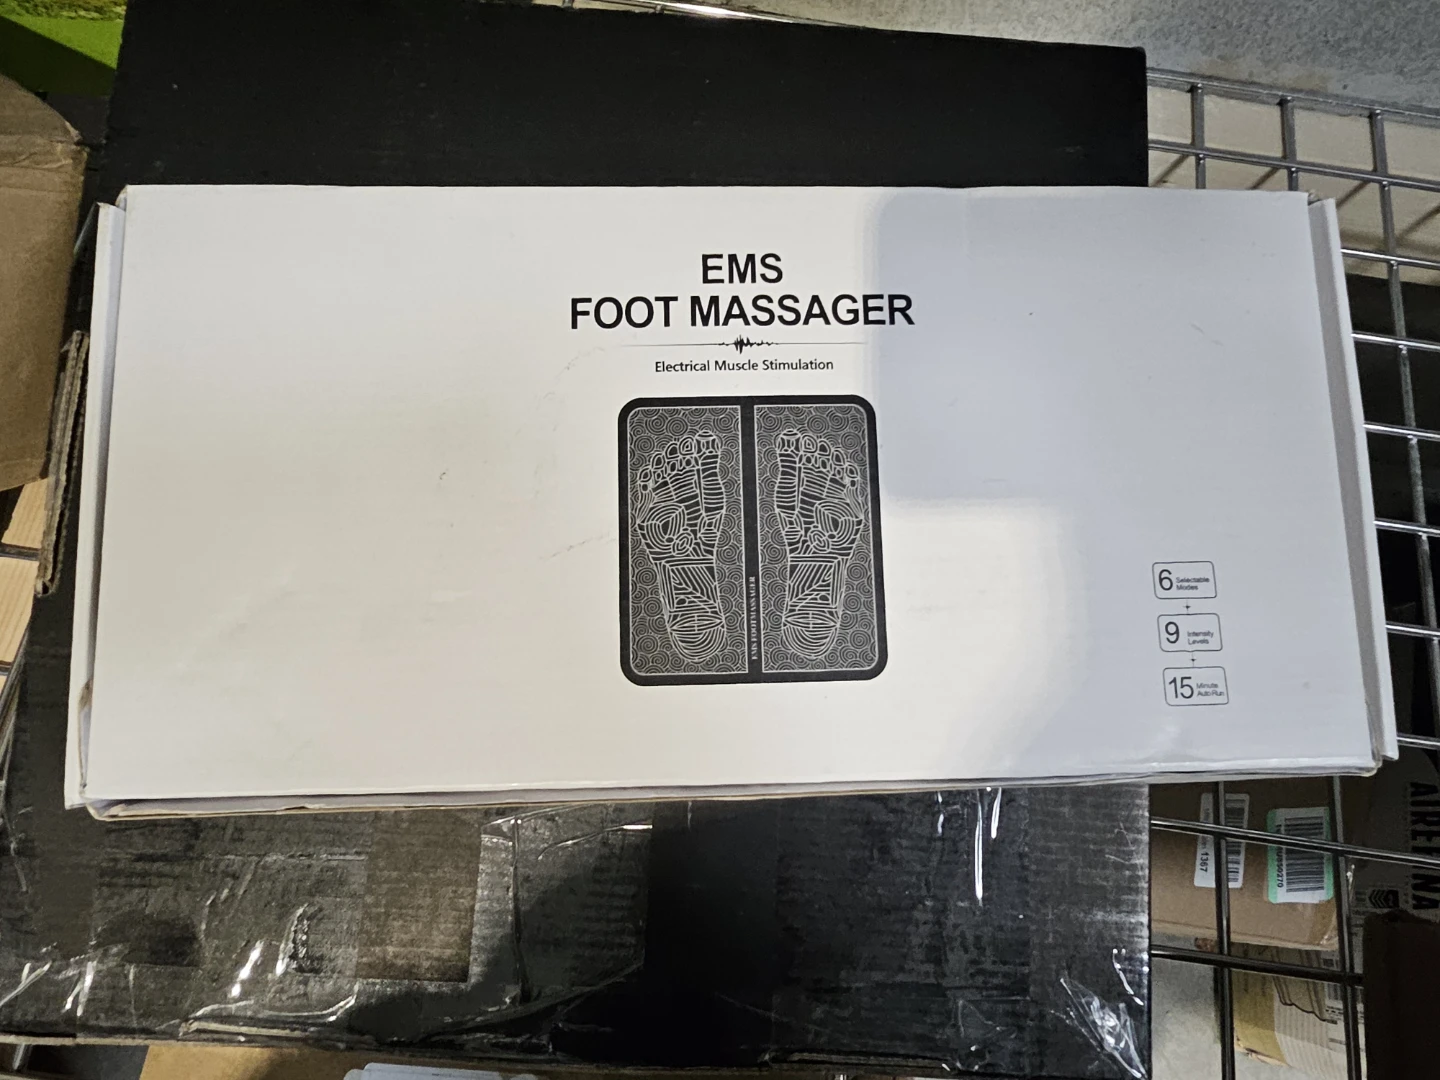 EMS
FOOT MASSAGER
Electrical Muscle Stimulation
EMS FOOT MASSAGER
6 Selectable
Modes
9 Intensity
Levels
15 Minute
Auto Run
1367